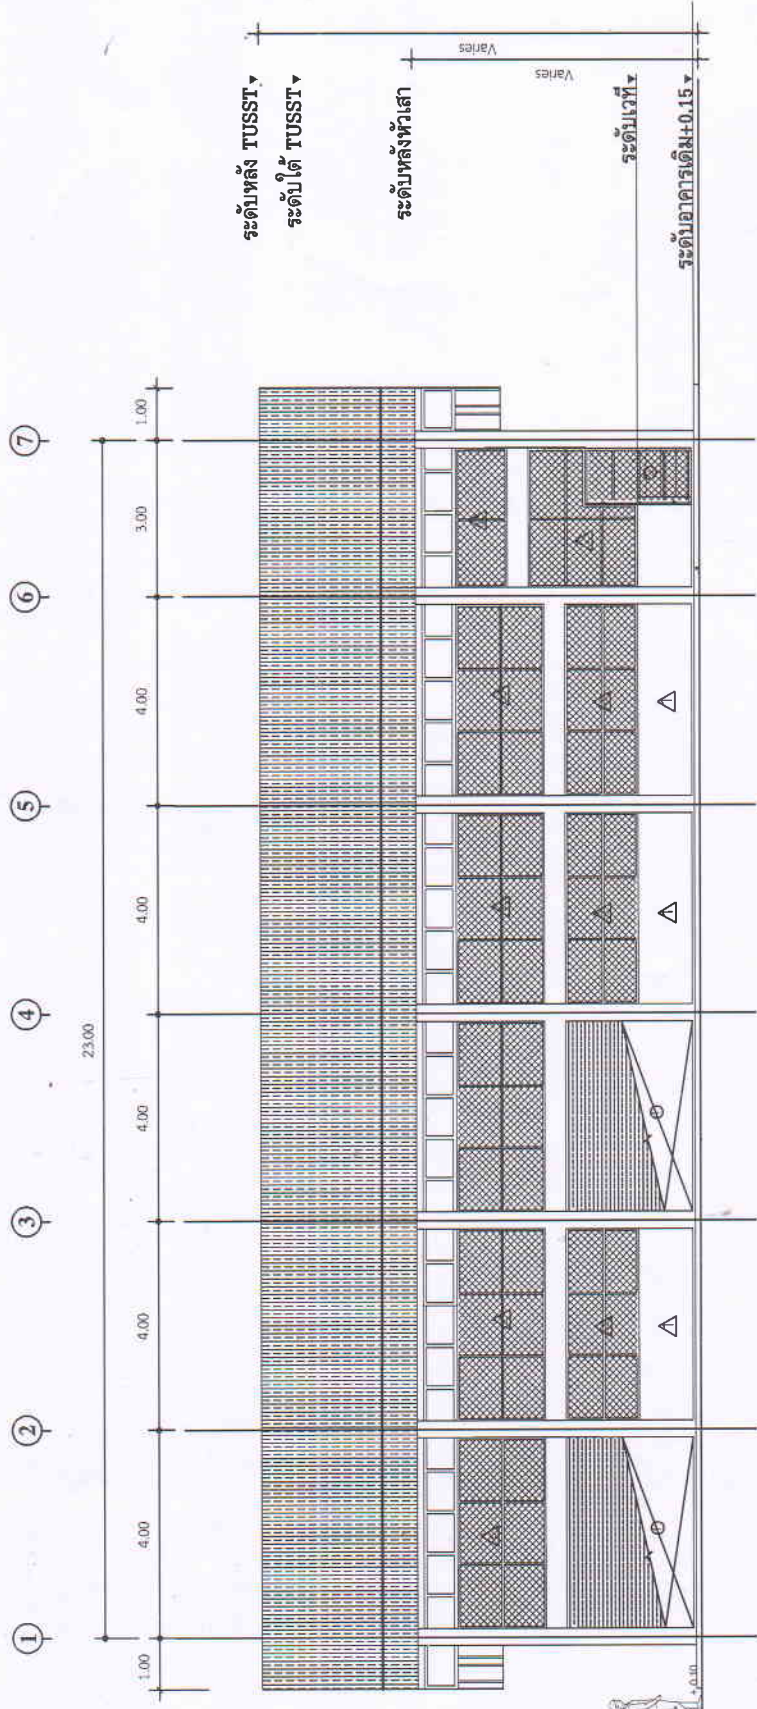 1 2 3 4 5 6 7
23.00
1.00 4.00 4.00 4.00 4.00 4.00 3.00 1.00
ระดับหลัง TUSST
ระดับใต้ TUSST
ระดับหลังหัวเสา
Varies
Varies
ระดับเวที
ระดับอาคารเดิม+0.15
+ 0.10